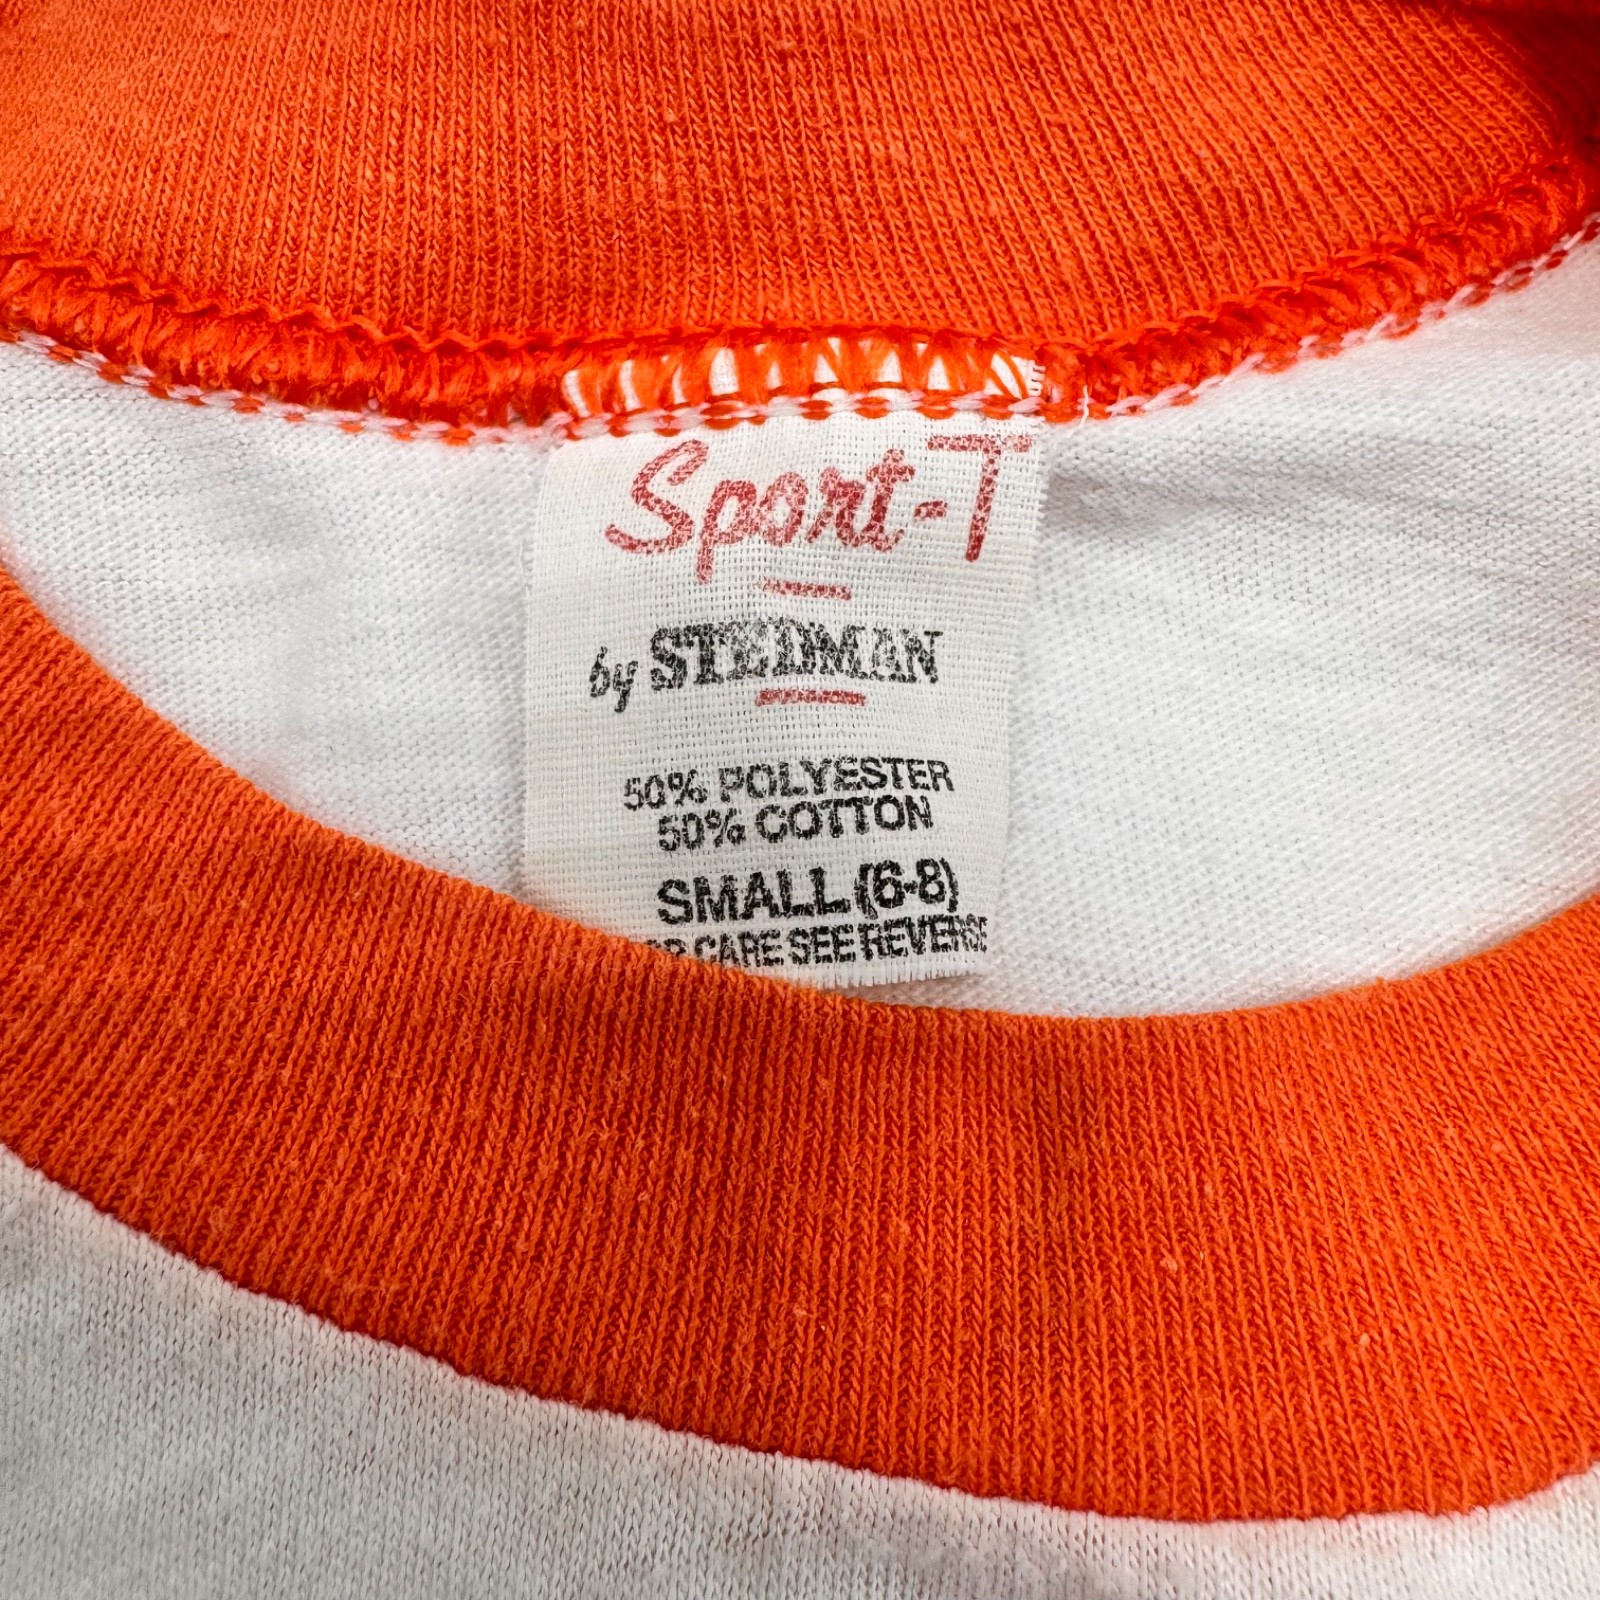 Sport-T
by STEDMAN
50% POLYESTER
50% COTTON
SMALL (6-8)
CARE SEE REVERSE